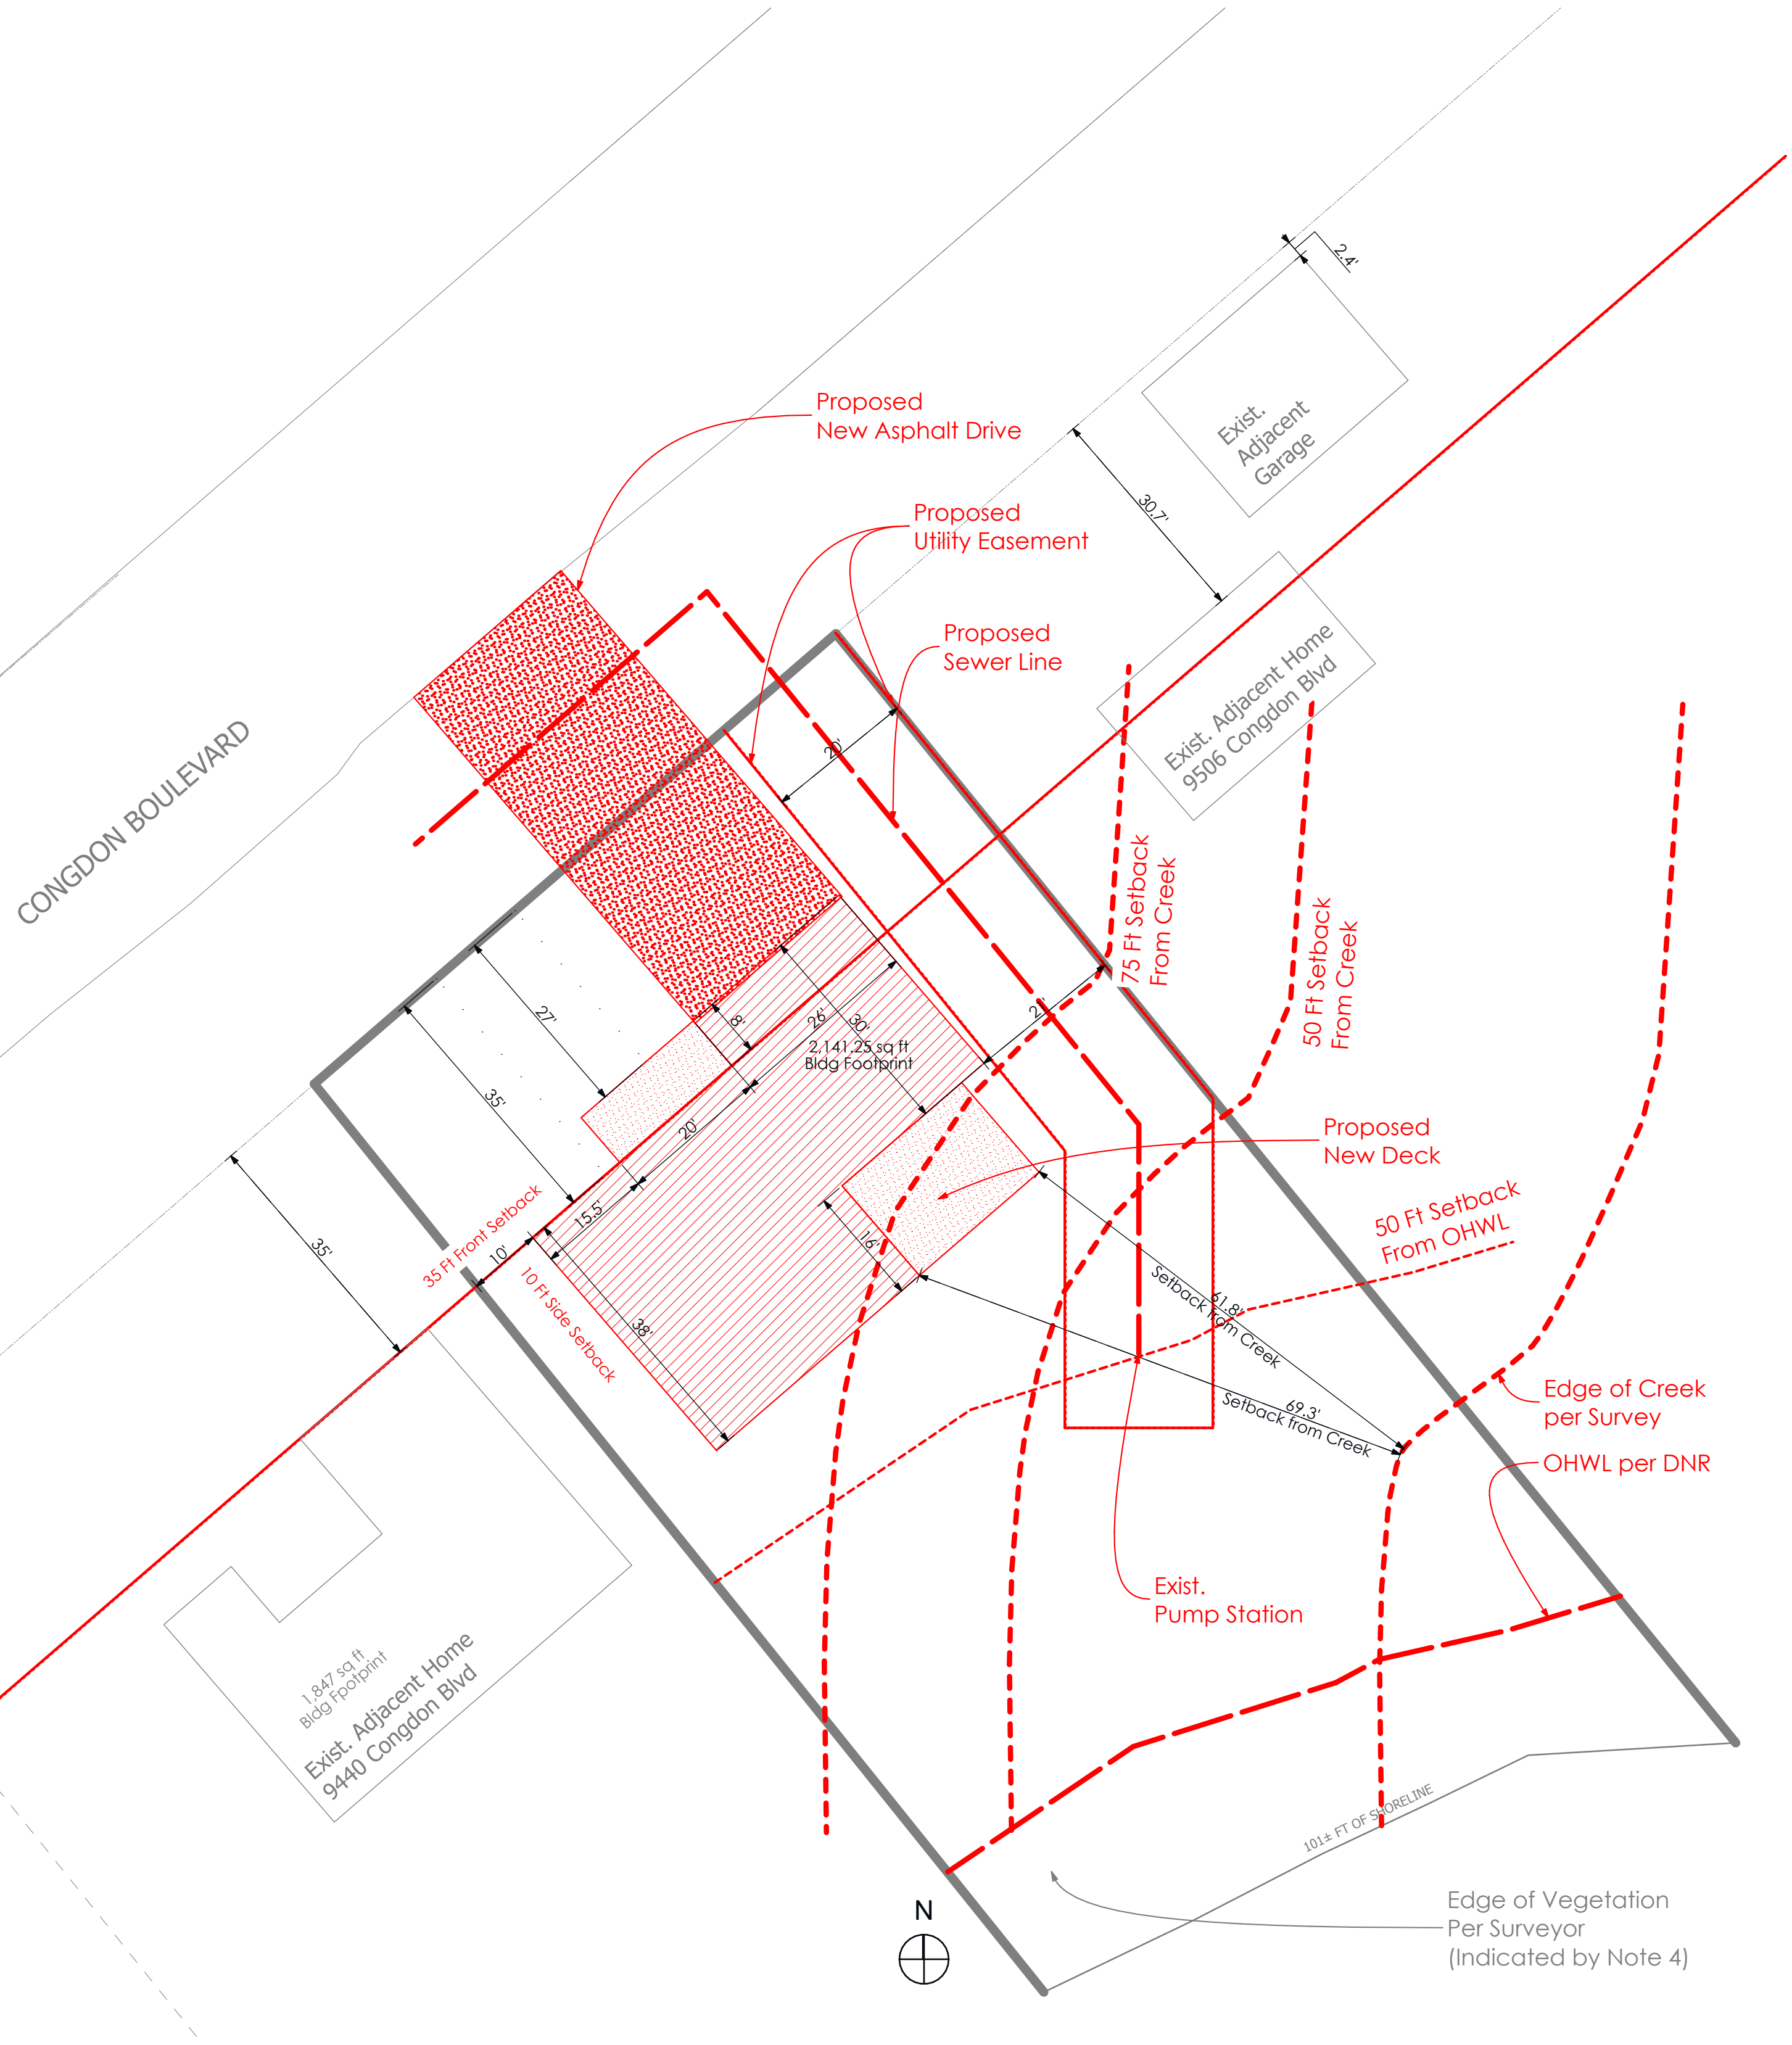 2.4'
Proposed
New Asphalt Drive
Exist.
Adjacent
Garage
30.7'
Proposed
Utility Easement
Proposed
Sewer Line
Exist. Adjacent Home
9506 Congdon Blvd
CONGDON BOULEVARD
20'
75 Ft Setback
From Creek
50 Ft Setback
From Creek
27'
8'
26'
30'
21'
2,141.25 sq ft
Bldg Footprint
35'
20'
Proposed
New Deck
35'
35 Ft Front Setback
10'
15.5'
16'
50 Ft Setback
From OHWL
10 Ft Side Setback
38'
61.8'
Setback from Creek
69.3'
Setback from Creek
Edge of Creek
per Survey
OHWL per DNR
Exist.
Pump Station
1,847 sq ft
Bldg Fpotprint
Exist. Adjacent Home
9440 Congdon Blvd
101± FT OF SHORELINE
N
Edge of Vegetation
Per Surveyor
(Indicated by Note 4)